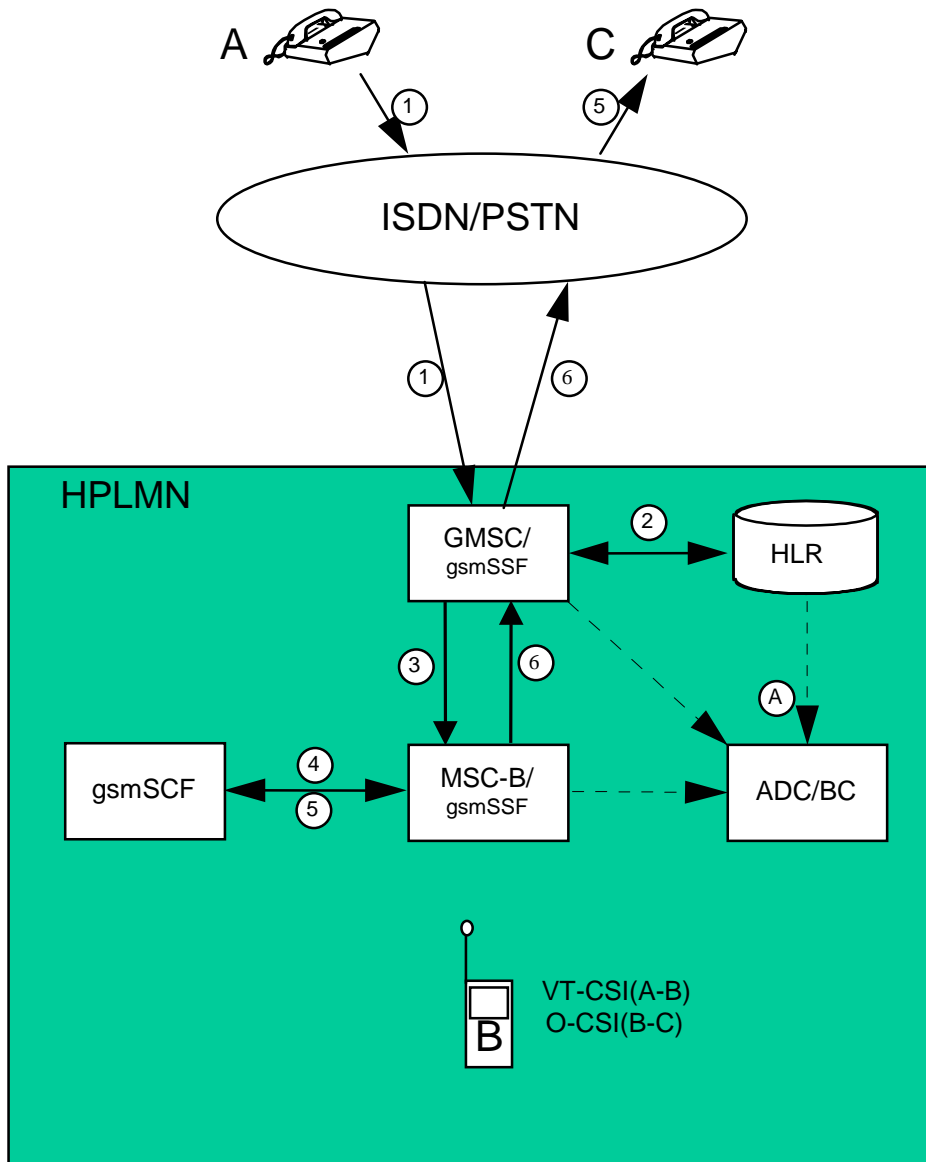 A
C
1
5
ISDN/PSTN
1
6
HPLMN
GMSC/
gsmSSF
2
HLR
3
6
A
gsmSCF
4
5
MSC-B/
gsmSSF
ADC/BC
B
VT-CSI(A-B)
O-CSI(B-C)